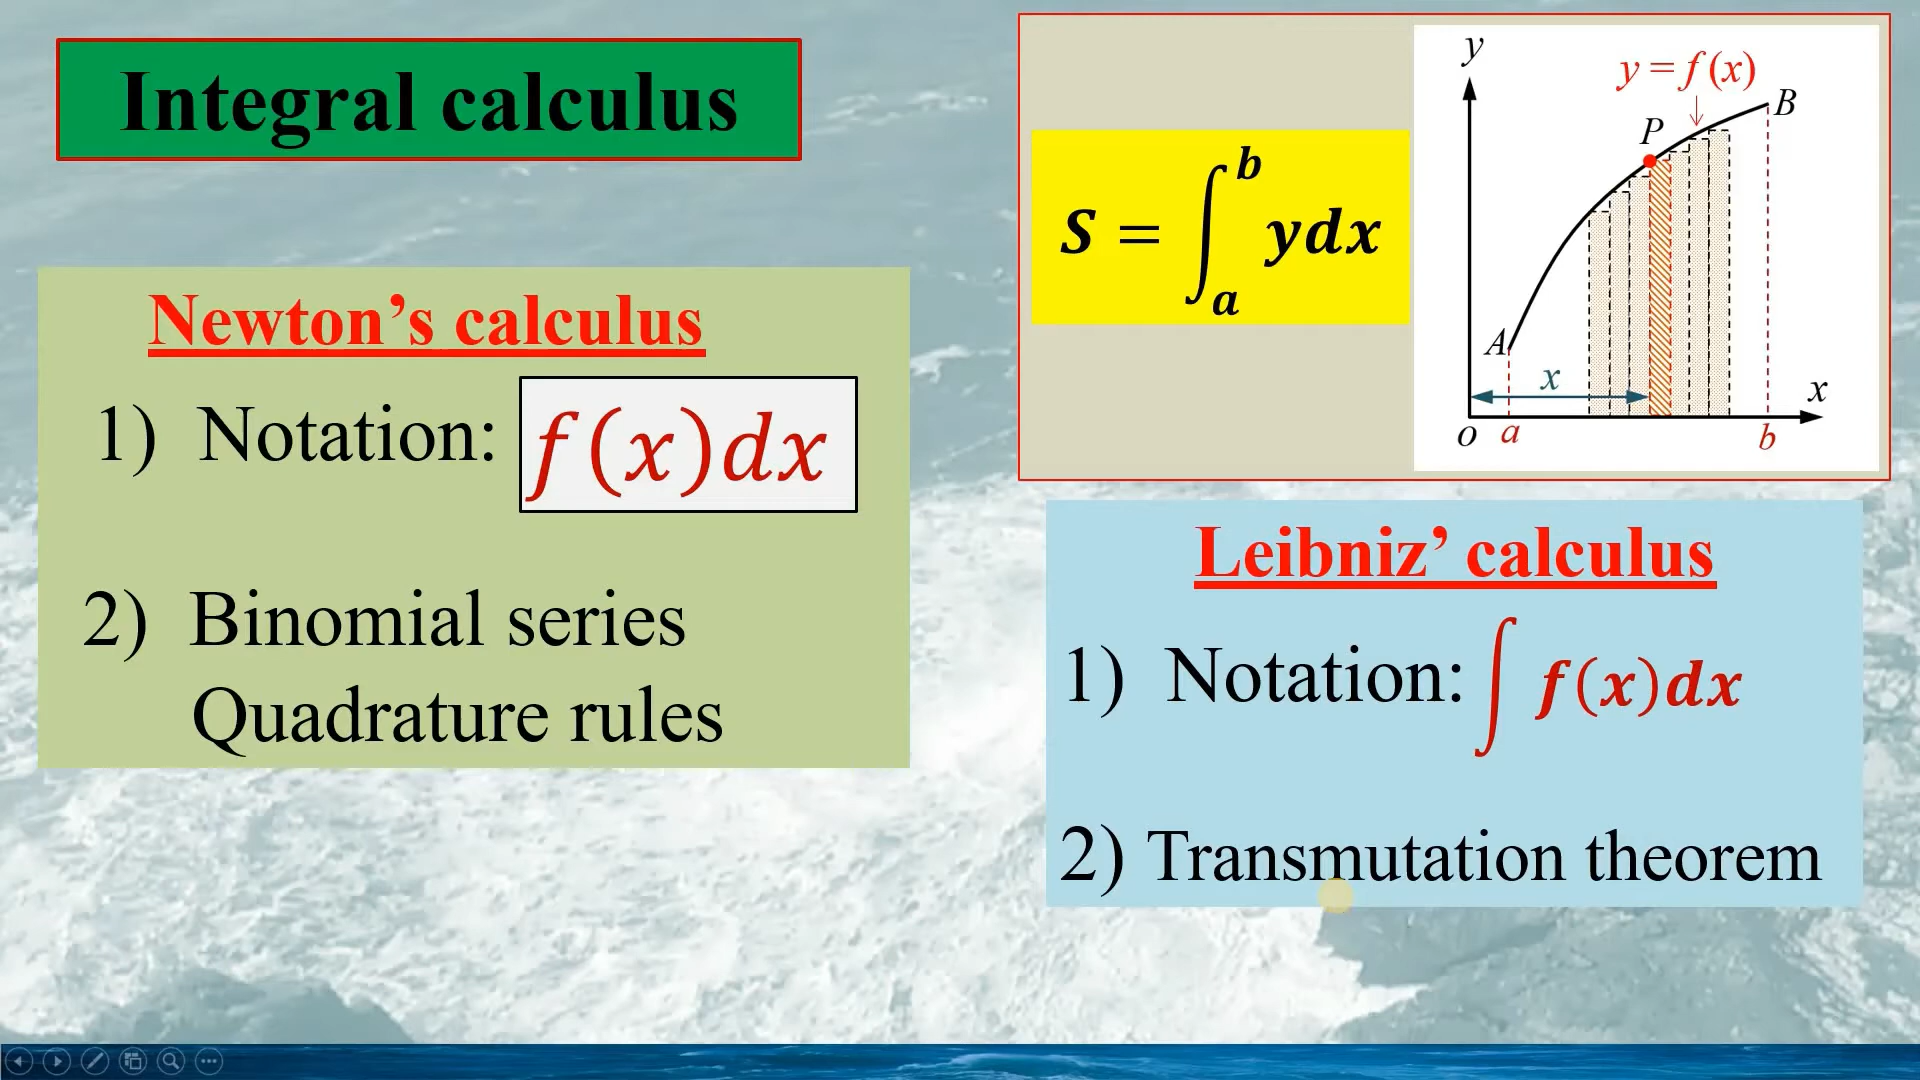 Integral calculus
Newton’s calculus
1) Notation: f(x)dx
2) Binomial series
Quadrature rules
S = ∫_a^b ydx
y
y = f (x)
B
P
A
x
x
o
a
b
Leibniz’ calculus
1) Notation: ∫ f(x)dx
2) Transmutation theorem